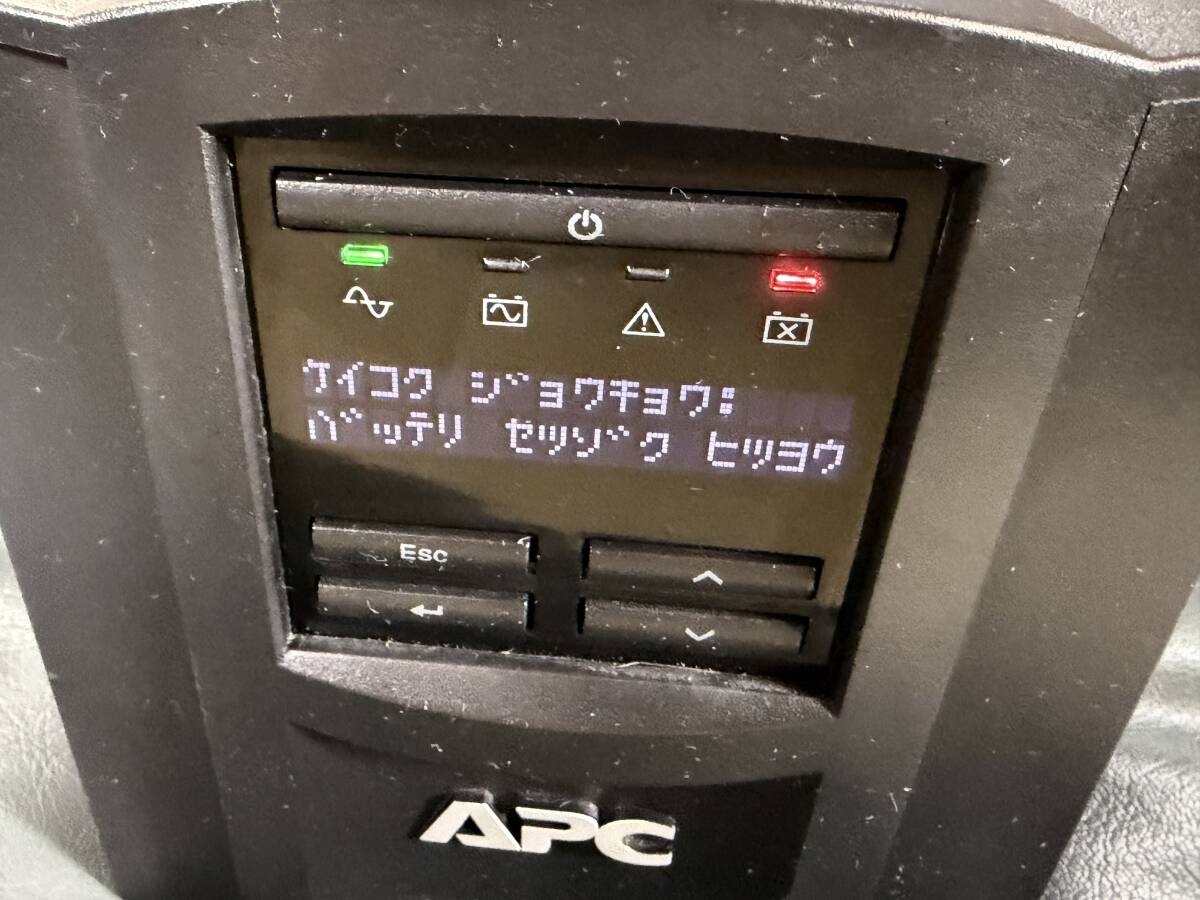 ケイコク ジョウキョウ:
バッテリ セツゾク ヒツヨウ
Esc
APC